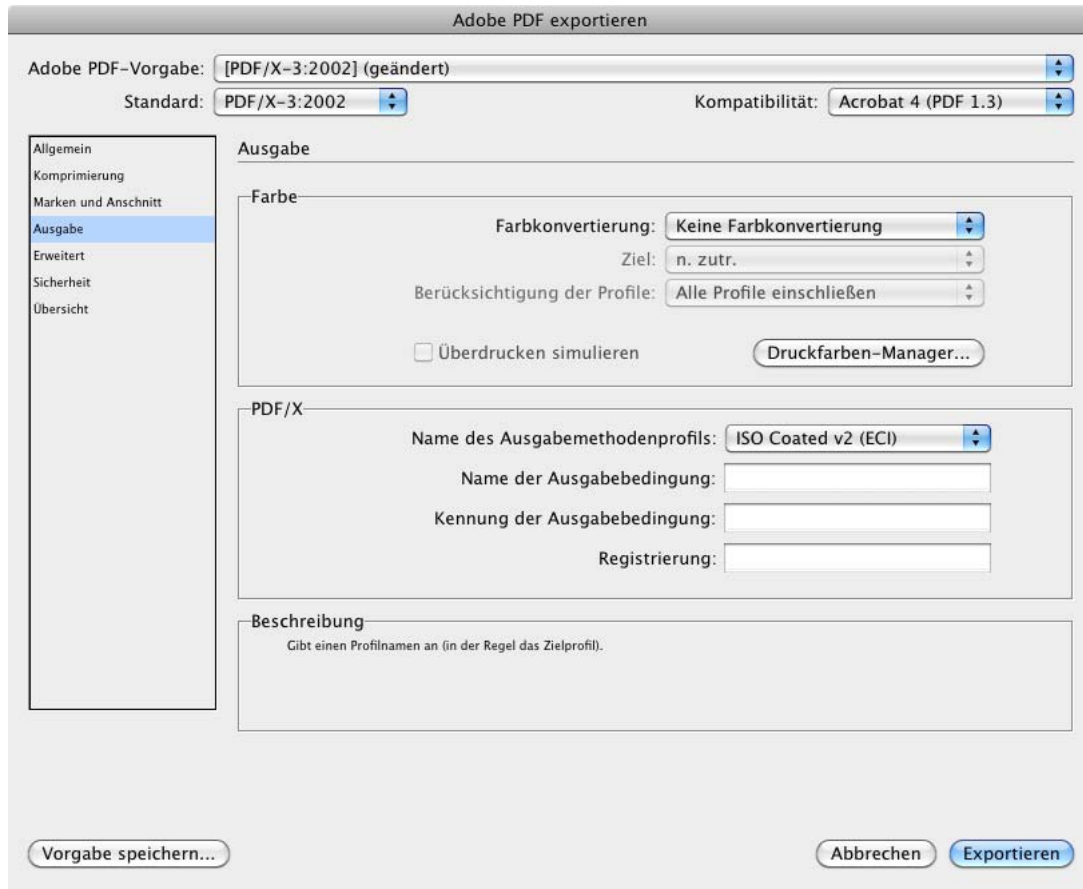 Adobe PDF exportieren
Adobe PDF-Vorgabe: [PDF/X-3:2002] (geändert)
Standard: PDF/X-3:2002 Kompatibilität: Acrobat 4 (PDF 1.3)
Allgemein
Komprimierung
Marken und Anschnitt
Ausgabe
Erweitert
Sicherheit
Übersicht
Ausgabe
Farbe
Farbkonvertierung: Keine Farbkonvertierung
Ziel: n. zutr.
Berücksichtigung der Profile: Alle Profile einschließen
Überdrucken simulieren Druckfarben-Manager...
PDF/X
Name des Ausgabemethodenprofils: ISO Coated v2 (ECI)
Name der Ausgabebedingung:
Kennung der Ausgabebedingung:
Registrierung:
Beschreibung
Gibt einen Profilnamen an (in der Regel das Zielprofil).
Vorgabe speichern... Abbrechen Exportieren